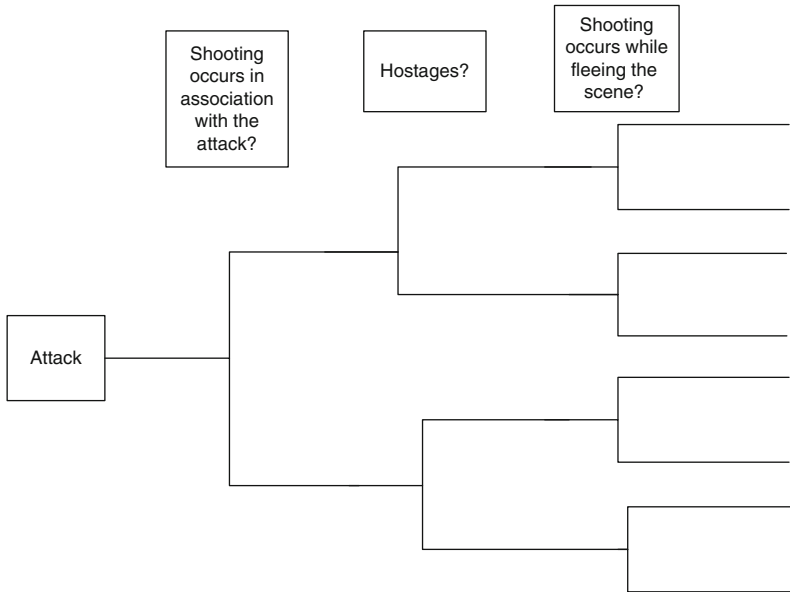 Shooting
occurs in
association
with the
attack?
Hostages?
Shooting
occurs while
fleeing the
scene?
Attack